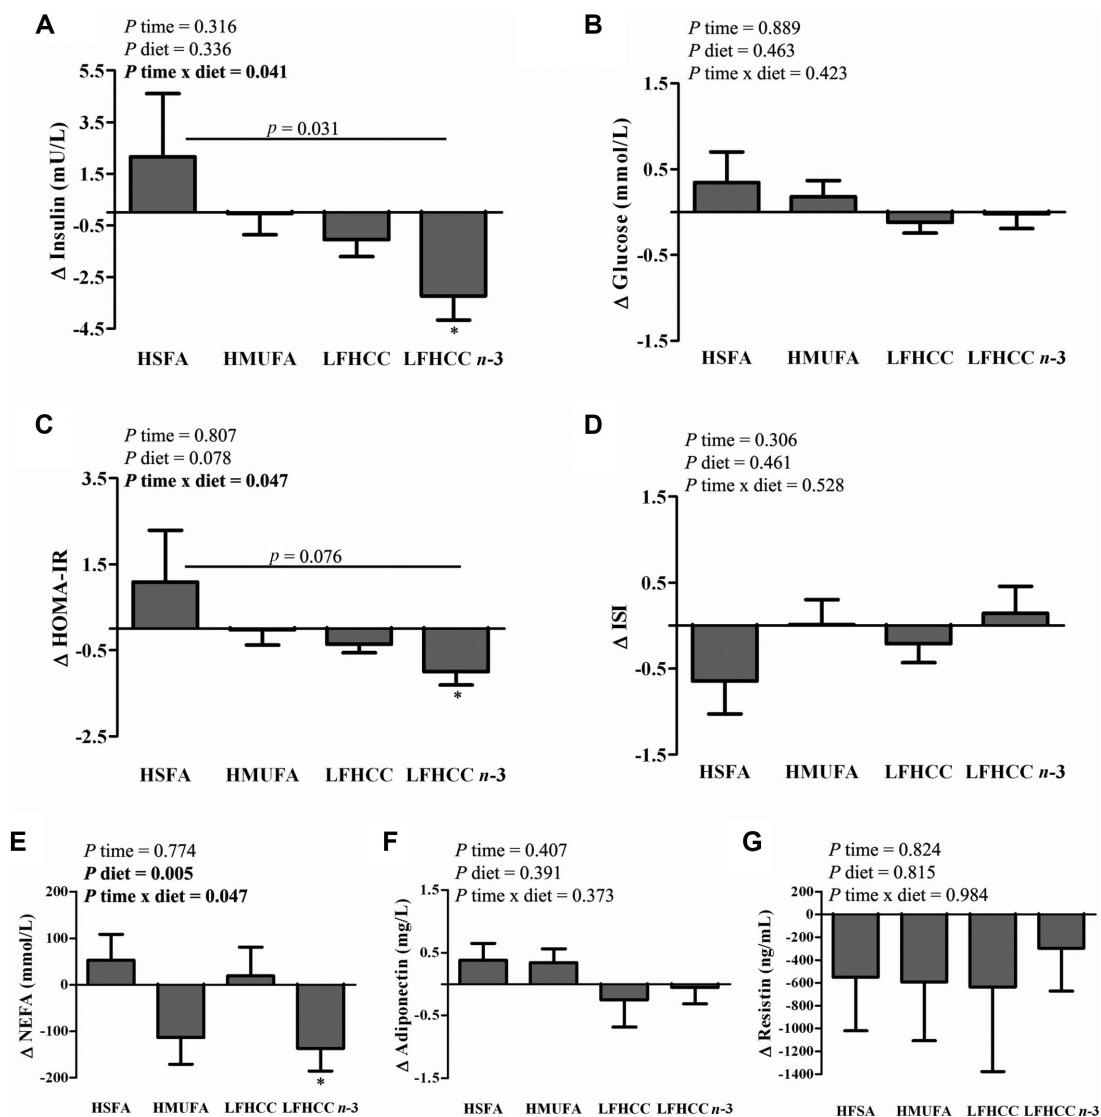 A
P time = 0.316
P diet = 0.336
P time x diet = 0.041
5.5
3.5
1.5
-0.5
-2.5
-4.5
Δ Insulin (mU/L)
p = 0.031
*
HSFA HMUFA LFHCC LFHCC n-3
B
P time = 0.889
P diet = 0.463
P time x diet = 0.423
1.5
0.5
-0.5
-1.5
Δ Glucose (mmol/L)
HSFA HMUFA LFHCC LFHCC n-3
C
P time = 0.807
P diet = 0.078
P time x diet = 0.047
3.5
1.5
-0.5
-2.5
Δ HOMA-IR
p = 0.076
*
HSFA HMUFA LFHCC LFHCC n-3
D
P time = 0.306
P diet = 0.461
P time x diet = 0.528
1.5
0.5
-0.5
-1.5
Δ ISI
HSFA HMUFA LFHCC LFHCC n-3
E
P time = 0.774
P diet = 0.005
P time x diet = 0.047
200
100
0
-100
-200
Δ NEFA (mmol/L)
*
HSFA HMUFA LFHCC LFHCC n-3
F
P time = 0.407
P diet = 0.391
P time x diet = 0.373
1.5
0.5
-0.5
-1.5
Δ Adiponectin (mg/L)
HSFA HMUFA LFHCC LFHCC n-3
G
P time = 0.824
P diet = 0.815
P time x diet = 0.984
200
0
-200
-400
-600
-800
-1000
-1200
-1400
Δ Resistin (ng/mL)
HFSA HMUFA LFHCC LFHCC n-3